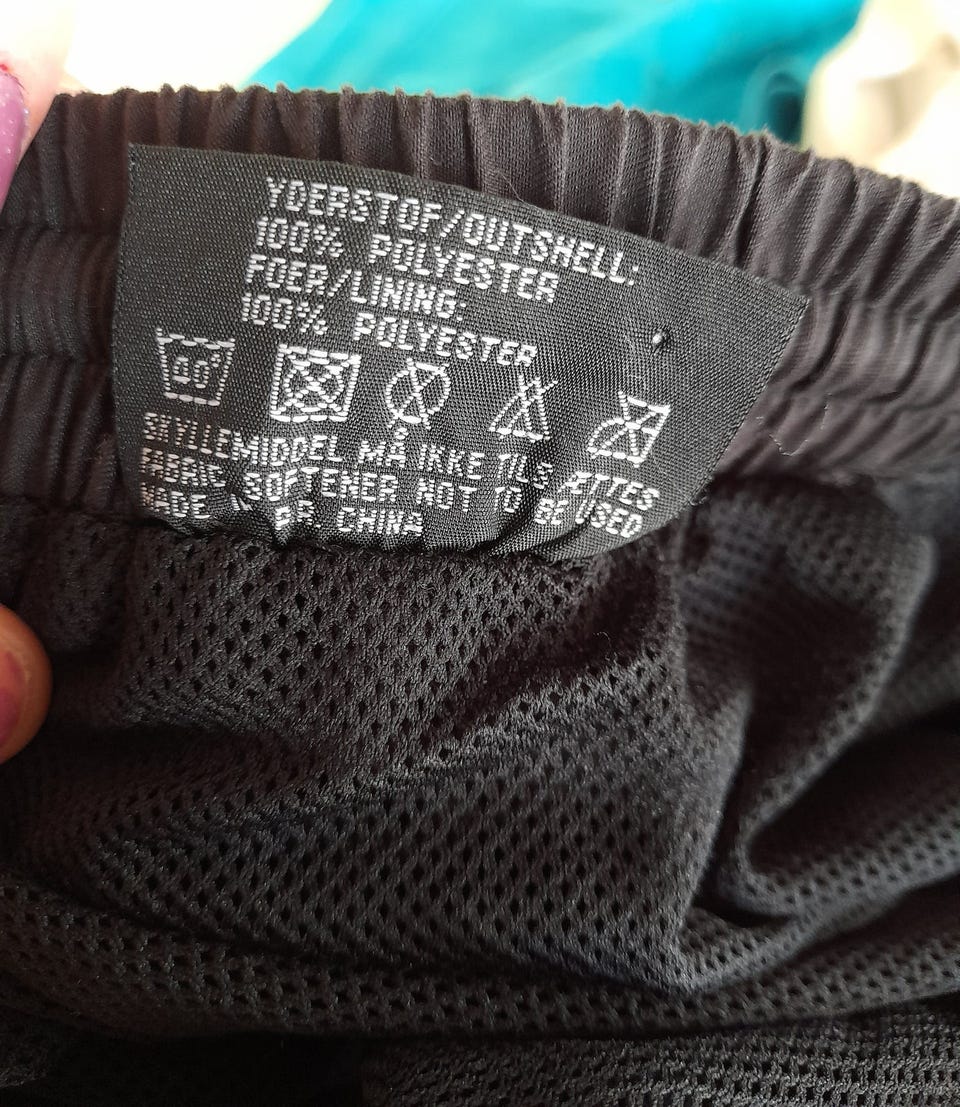 YDERSTOF/OUTSHELL:
100% POLYESTER
FOER/LINING:
100% POLYESTER
SKYLLEMIDDEL MÅ IKKE TILSÆTTES
FABRIC SOFTENER NOT TO BE USED
MADE CHINA